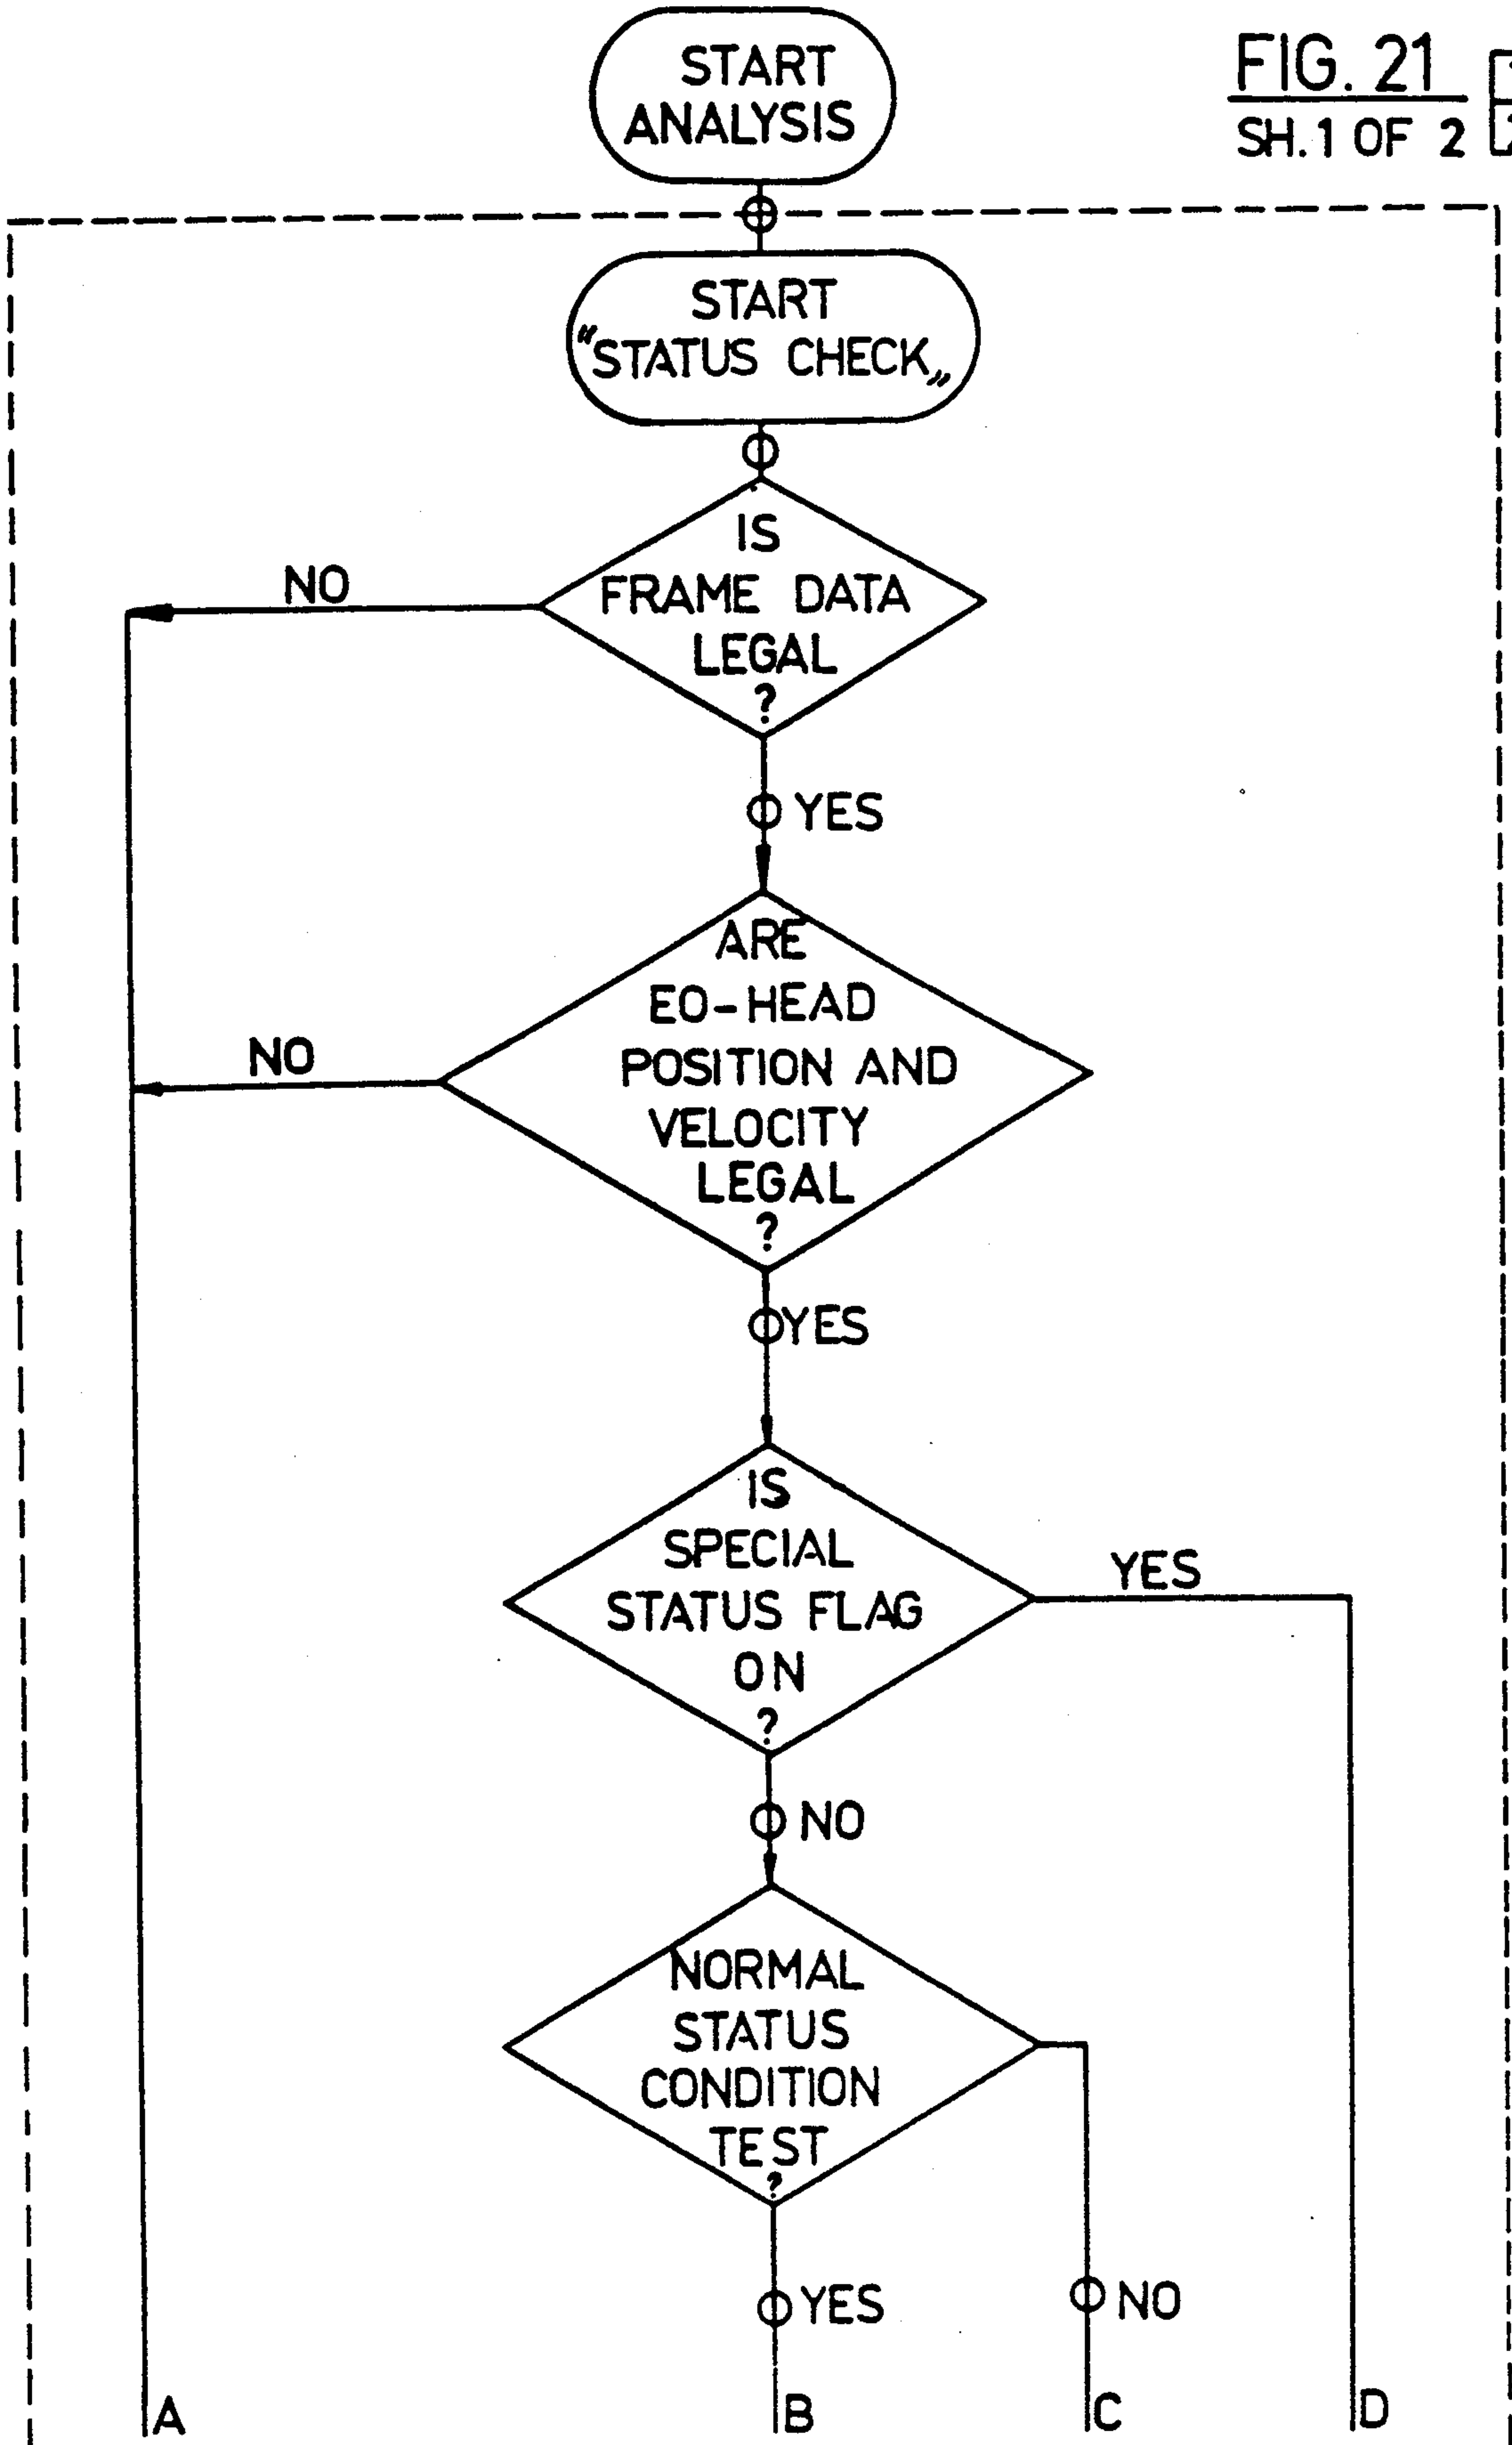 START
ANALYSIS
FIG. 21
SH. 1 OF 2
START
"STATUS CHECK„
IS
FRAME DATA
LEGAL
?
NO
YES
ARE
EO-HEAD
POSITION AND
VELOCITY
LEGAL
?
NO
YES
IS
SPECIAL
STATUS FLAG
ON
?
YES
NO
NORMAL
STATUS
CONDITION
TEST
?
YES
NO
A
B
C
D